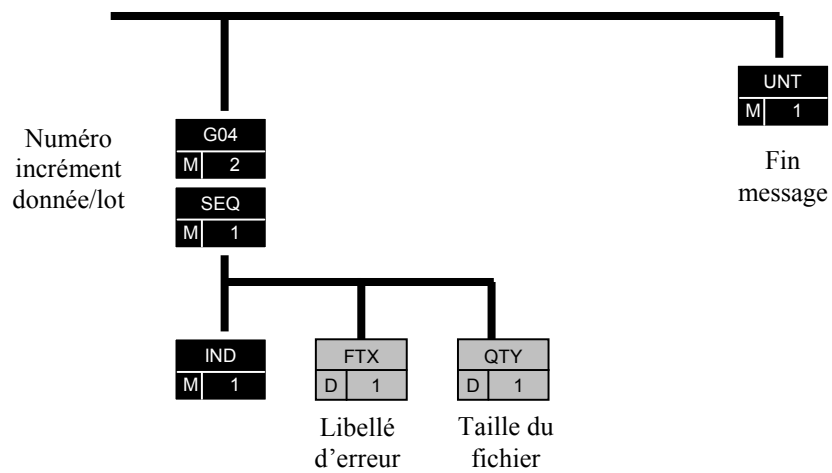 UNT
M 1
Fin
message
Numéro
incrément
donnée/lot
G04
M 2
SEQ
M 1
IND
M 1
FTX
D 1
Libellé
d'erreur
QTY
D 1
Taille du
fichier